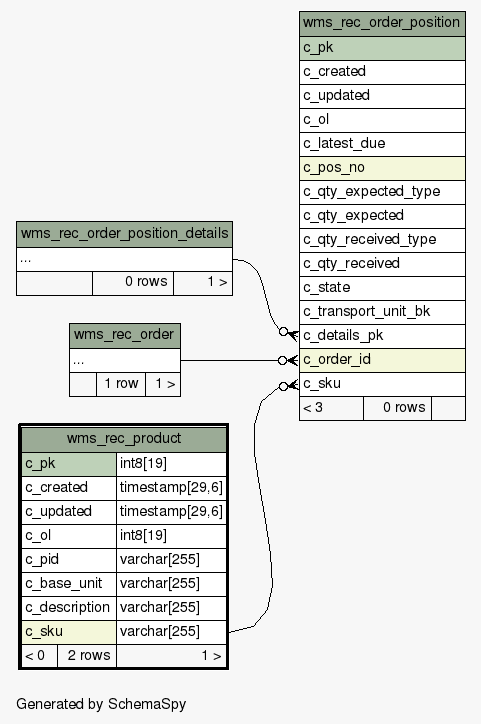 wms_rec_order_position
c_pk
c_created
c_updated
c_ol
c_latest_due
c_pos_no
c_qty_expected_type
c_qty_expected
c_qty_received_type
c_qty_received
c_state
c_transport_unit_bk
c_details_pk
c_order_id
c_sku
< 3 0 rows
wms_rec_order_position_details
...
0 rows 1 >
wms_rec_order
...
1 row 1 >
wms_rec_product
c_pk int8[19]
c_created timestamp[29,6]
c_updated timestamp[29,6]
c_ol int8[19]
c_pid varchar[255]
c_base_unit varchar[255]
c_description varchar[255]
c_sku varchar[255]
< 0 2 rows 1 >
Generated by SchemaSpy